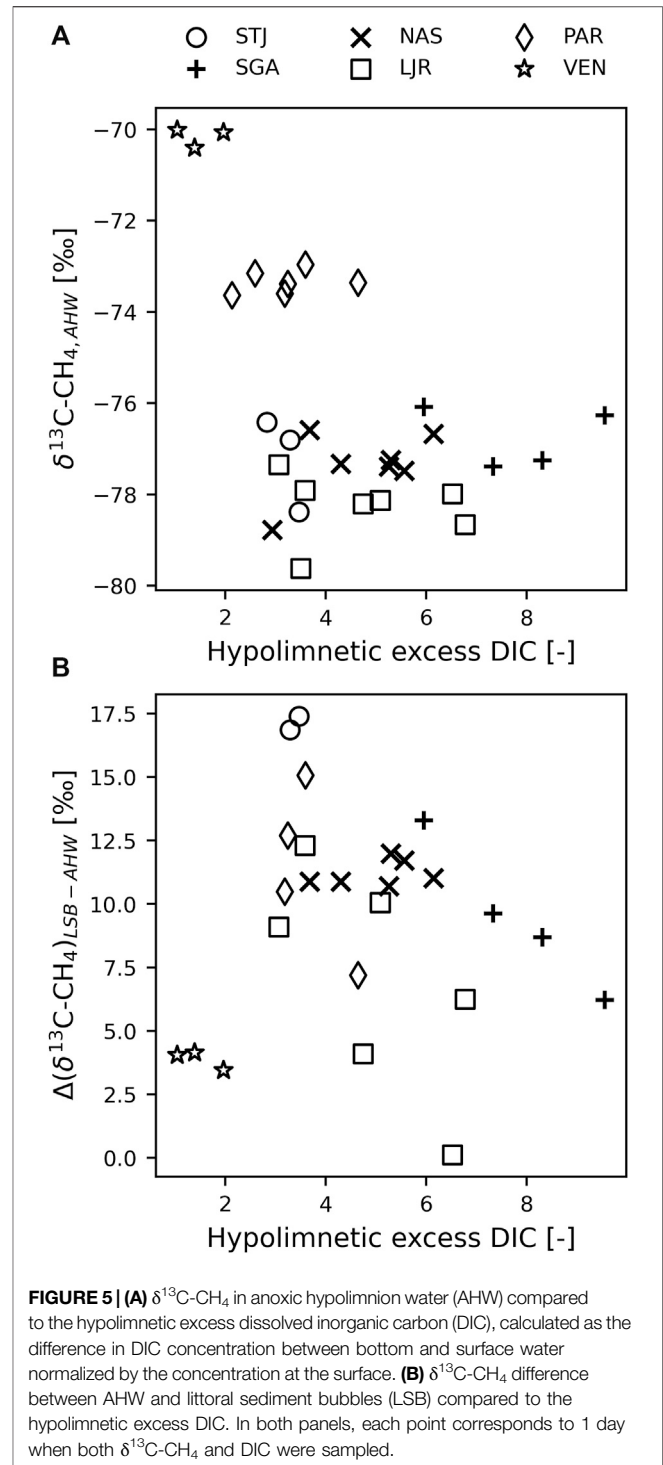 A
STJ NAS PAR
SGA LJR VEN
−70
−72
−74
−76
−78
−80
δ¹³C-CH₄,AHW [‰]
2 4 6 8
Hypolimnetic excess DIC [-]
B
17.5
15.0
12.5
10.0
7.5
5.0
2.5
0.0
Δ(δ¹³C-CH₄)LSB−AHW [‰]
2 4 6 8
Hypolimnetic excess DIC [-]
FIGURE 5 | (A) δ¹³C-CH₄ in anoxic hypolimnion water (AHW) compared
to the hypolimnetic excess dissolved inorganic carbon (DIC), calculated as the
difference in DIC concentration between bottom and surface water
normalized by the concentration at the surface. (B) δ¹³C-CH₄ difference
between AHW and littoral sediment bubbles (LSB) compared to the
hypolimnetic excess DIC. In both panels, each point corresponds to 1 day
when both δ¹³C-CH₄ and DIC were sampled.